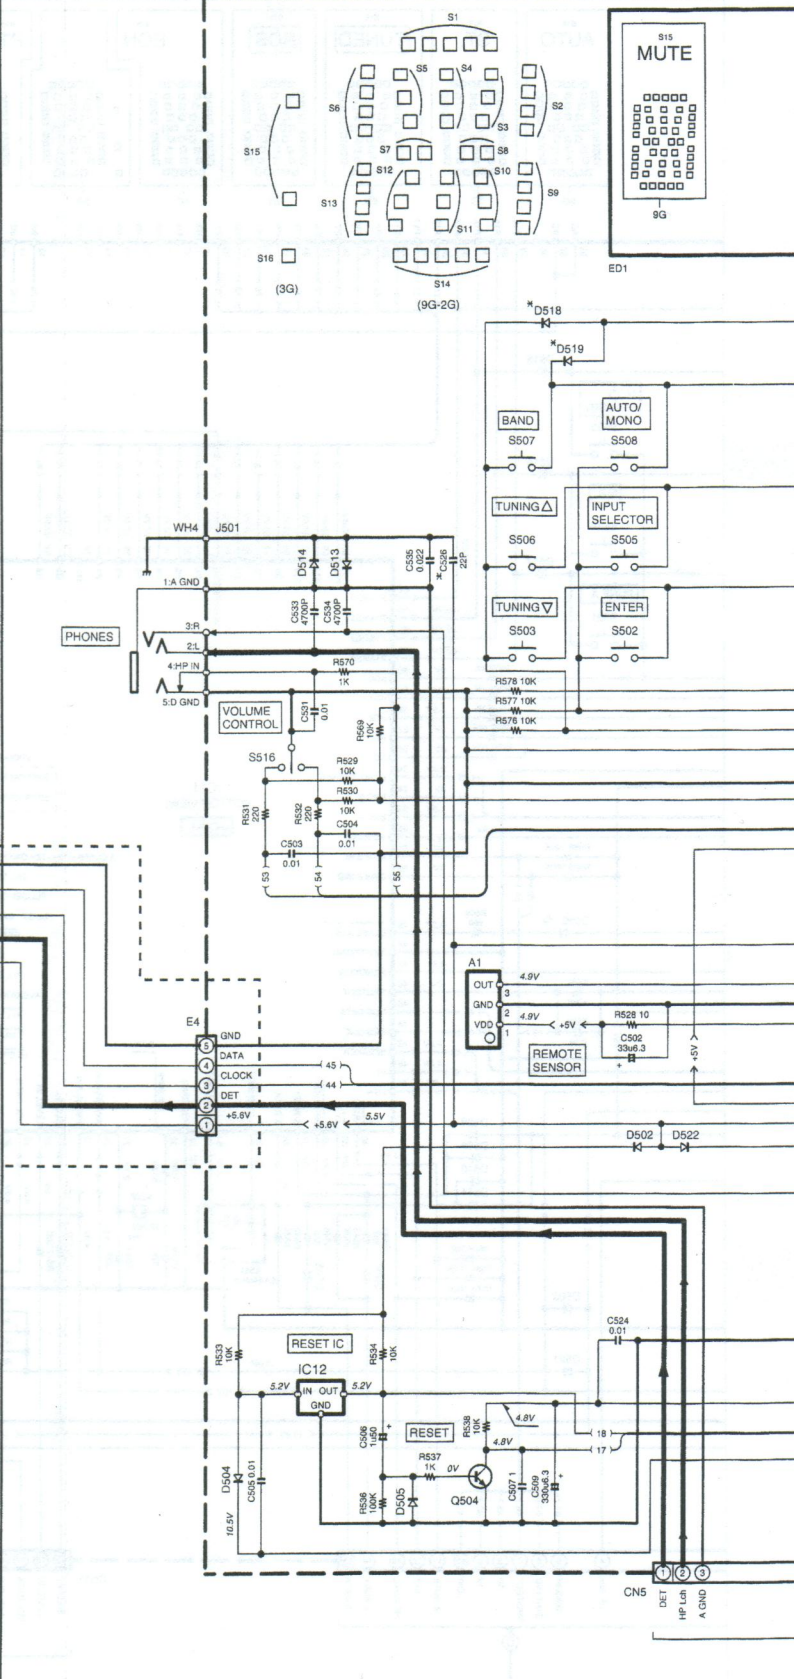 S1
S15
MUTE
S5
S4
S6
S2
S3
S15
S7
S8
S12
S10
S13
S9
S11
9G
S16
S14
ED1
(3G)
(9G-2G)
*D518
*D519
BAND
AUTO/
MONO
S507
S508
TUNING△
INPUT
SELECTOR
WH4
J501
S506
S505
D514
D513
C535
0.022
*C526
22P
1:A GND
C533
4700P
C534
4700P
TUNING▽
ENTER
3:R
PHONES
2:L
S503
S502
4:HP IN
R570
1K
5:D GND
R578 10K
R577 10K
R576 10K
VOLUME
CONTROL
C531
0.01
R569
10K
S516
R529
10K
R530
10K
R531
220
R532
220
C504
0.01
C503
0.01
53
54
55
A1
OUT
4.9V
3
GND
2
VDD
4.9V
+5V
1
R528 10
C502
33u6.3
+
+5V
REMOTE
SENSOR
E4
5
GND
4
DATA
45
3
CLOCK
44
2
DET
1
+5.6V
+5.6V
5.5V
D502
D522
C524
0.01
R533
10K
RESET IC
R534
10K
IC12
5.2V
IN OUT
5.2V
GND
C506
1u50
+
RESET
R538
10K
4.8V
18
17
4.8V
R537
1K
0V
D504
C505 0.01
R536
100K
D505
Q504
C507 1
C509
330u6.3
+
10.5V
CN5
1
2
3
DET
HP Lch
A GND